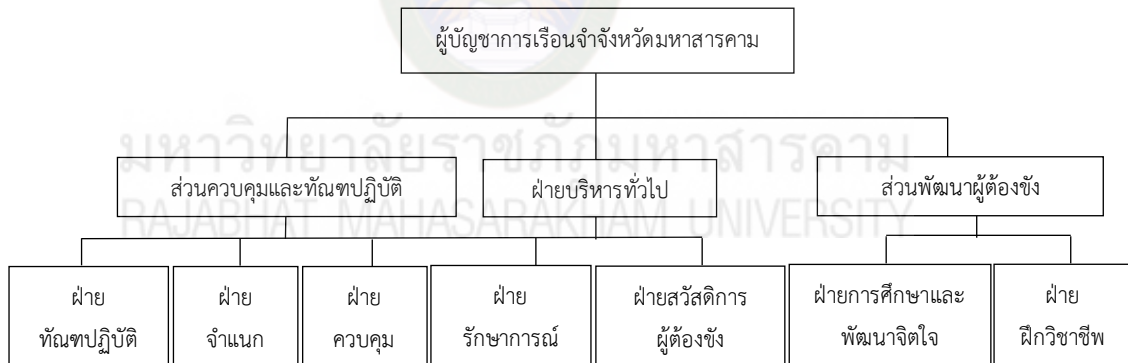 ผู้บัญชาการเรือนจำจังหวัดมหาสารคาม
มหาวิทยาลัยราชภัฏมหาสารคาม
RAJABHAT MAHASARAKHAM UNIVERSITY
ส่วนควบคุมและทัณฑปฏิบัติ
ฝ่ายบริหารทั่วไป
ส่วนพัฒนาผู้ต้องขัง
ฝ่าย
ทัณฑปฏิบัติ
ฝ่าย
จำแนก
ฝ่าย
ควบคุม
ฝ่าย
รักษาการณ์
ฝ่ายสวัสดิการ
ผู้ต้องขัง
ฝ่ายการศึกษาและ
พัฒนาจิตใจ
ฝ่าย
ฝึกวิชาชีพ